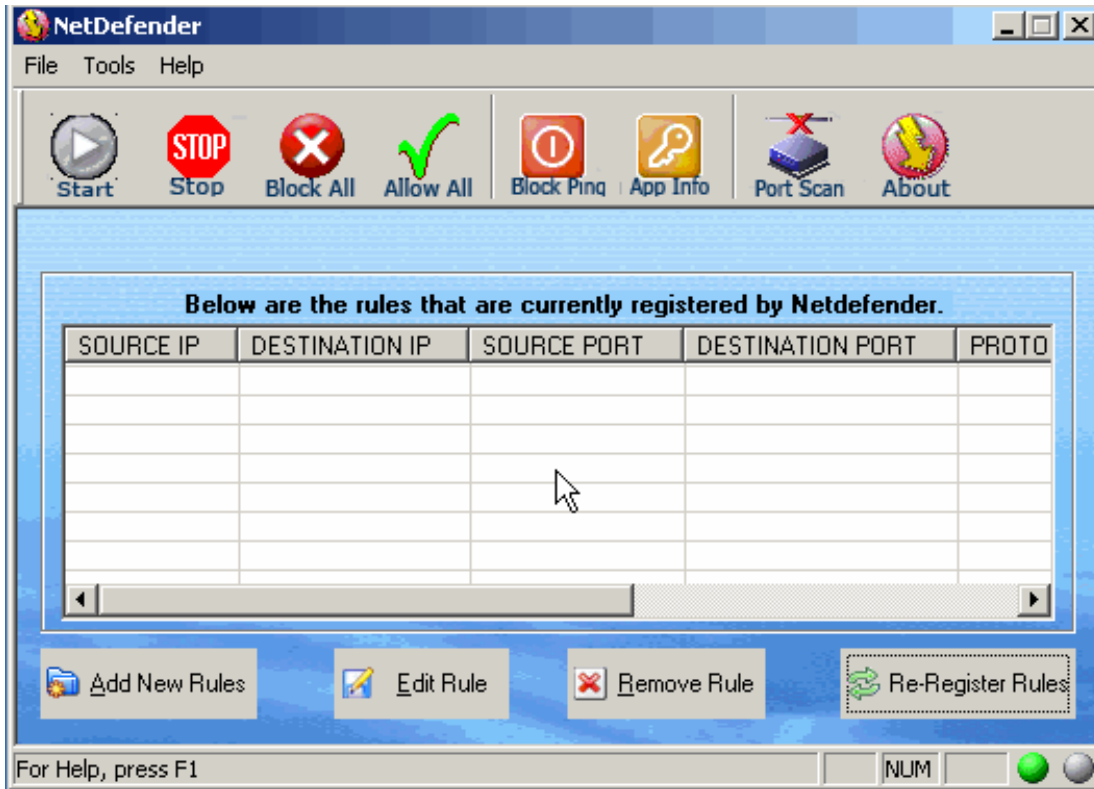 NetDefender
File Tools Help
Start Stop Block All Allow All Block Ping App Info Port Scan About
STOP
Below are the rules that are currently registered by Netdefender.
SOURCE IP DESTINATION IP SOURCE PORT DESTINATION PORT PROTO
Add New Rules Edit Rule Remove Rule Re-Register Rules
For Help, press F1 NUM